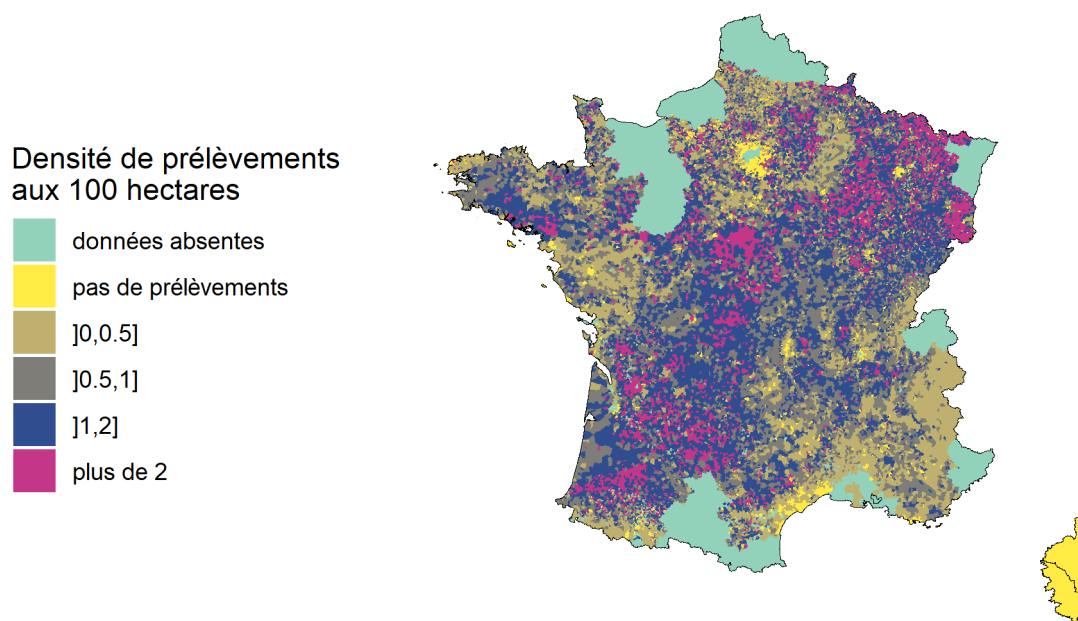 Densité de prélèvements
aux 100 hectares
données absentes
pas de prélèvements
]0,0.5]
]0.5,1]
]1,2]
plus de 2